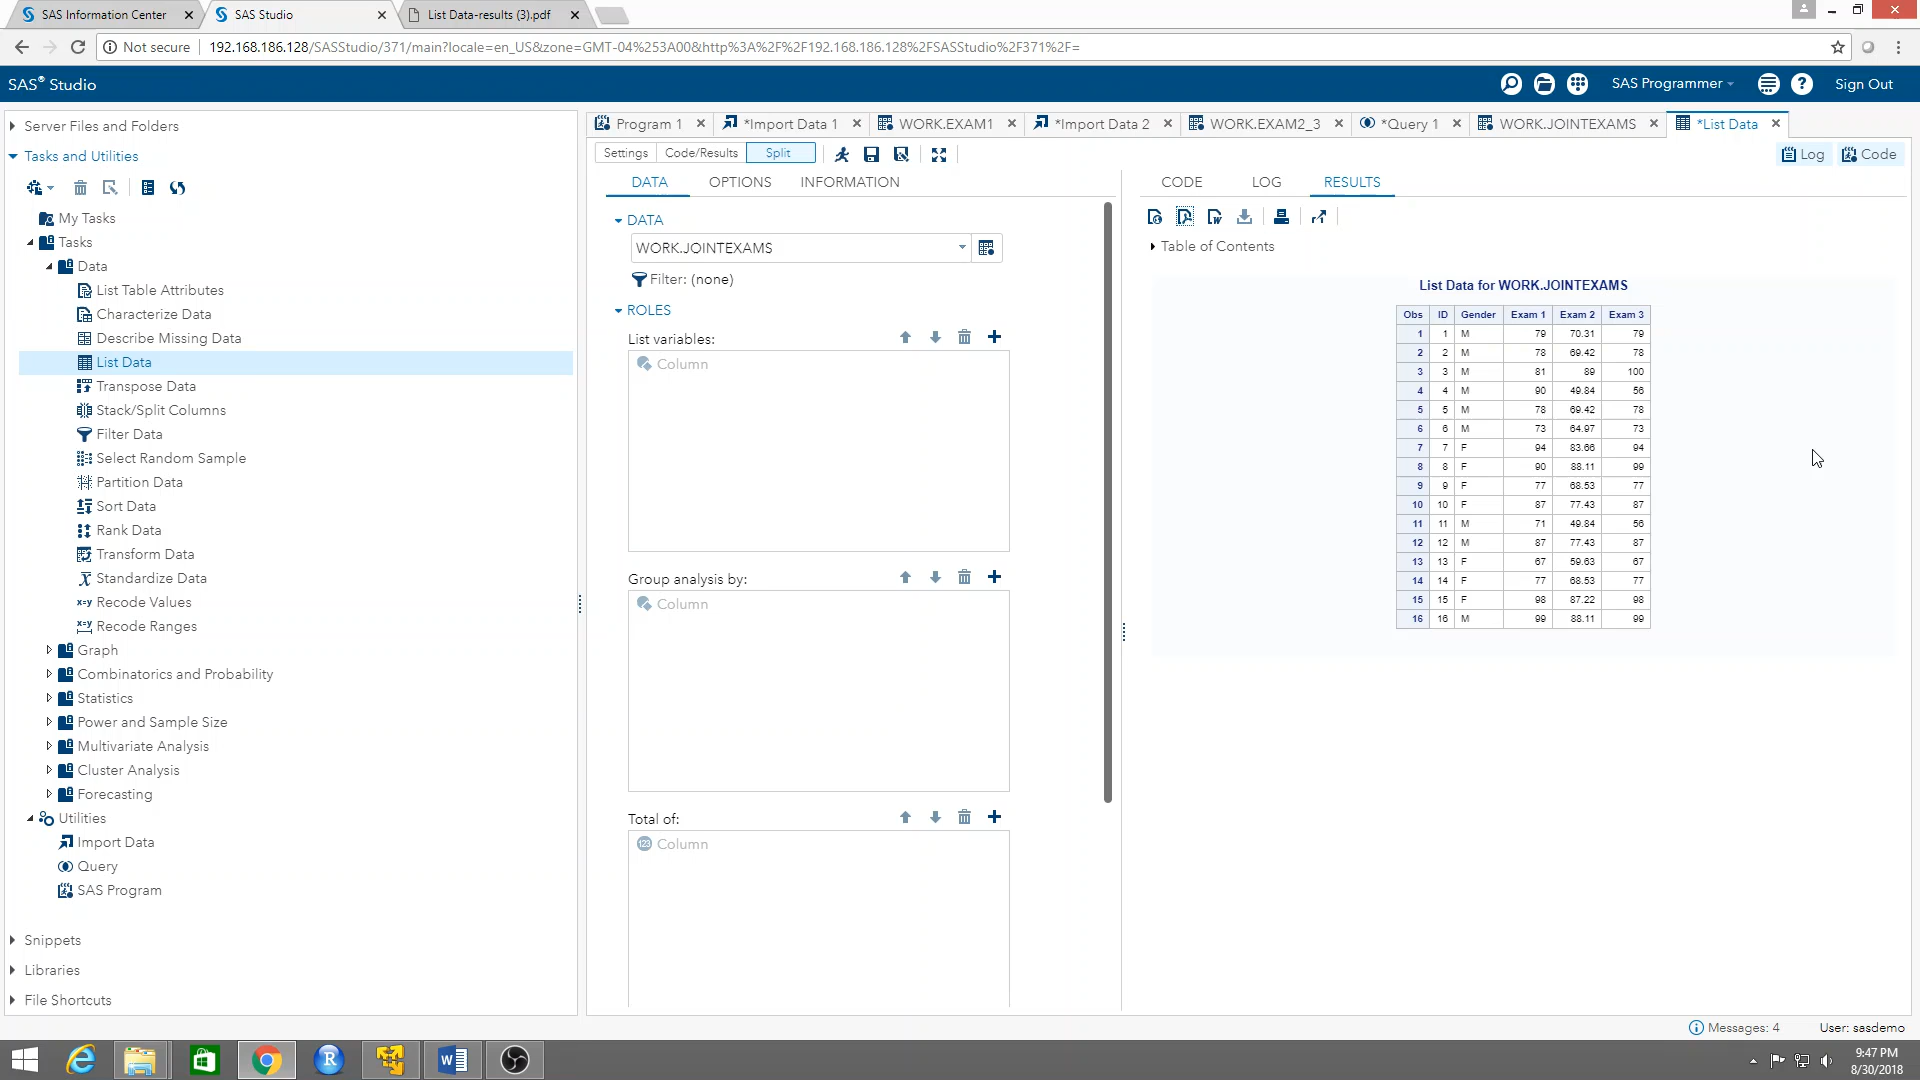 SAS Information Center
SAS Studio
List Data-results (3).pdf
Not secure
192.168.186.128/SASStudio/371/main?locale=en_US&zone=GMT-04%253A00&http%3A%2F%2F192.168.186.128%2FSASStudio%2F371%2F=
SAS® Studio
SAS Programmer
Sign Out
Server Files and Folders
Tasks and Utilities
My Tasks
Tasks
Data
List Table Attributes
Characterize Data
Describe Missing Data
List Data
Transpose Data
Stack/Split Columns
Filter Data
Select Random Sample
Partition Data
Sort Data
Rank Data
Transform Data
Standardize Data
Recode Values
Recode Ranges
Graph
Combinatorics and Probability
Statistics
Power and Sample Size
Multivariate Analysis
Cluster Analysis
Forecasting
Utilities
Import Data
Query
SAS Program
Snippets
Libraries
File Shortcuts
Program 1
*Import Data 1
WORK.EXAM1
*Import Data 2
WORK.EXAM2_3
*Query 1
WORK.JOINTEXAMS
*List Data
Settings Code/Results Split
Log Code
DATA OPTIONS INFORMATION
DATA
WORK.JOINTEXAMS
Filter: (none)
ROLES
List variables:
Column
Group analysis by:
Column
Total of:
Column
CODE LOG RESULTS
Table of Contents
List Data for WORK.JOINTEXAMS
Obs ID Gender Exam 1 Exam 2 Exam 3
1 1 M 79 70.31 79
2 2 M 78 69.42 78
3 3 M 81 89 100
4 4 M 90 49.84 56
5 5 M 78 69.42 78
6 6 M 73 64.97 73
7 7 F 94 83.66 94
8 8 F 90 88.11 99
9 9 F 77 68.53 77
10 10 F 87 77.43 87
11 11 M 71 49.84 56
12 12 M 87 77.43 87
13 13 F 67 59.63 67
14 14 F 77 68.53 77
15 15 F 98 87.22 98
16 16 M 99 88.11 99
Messages: 4
User: sasdemo
9:47 PM
8/30/2018